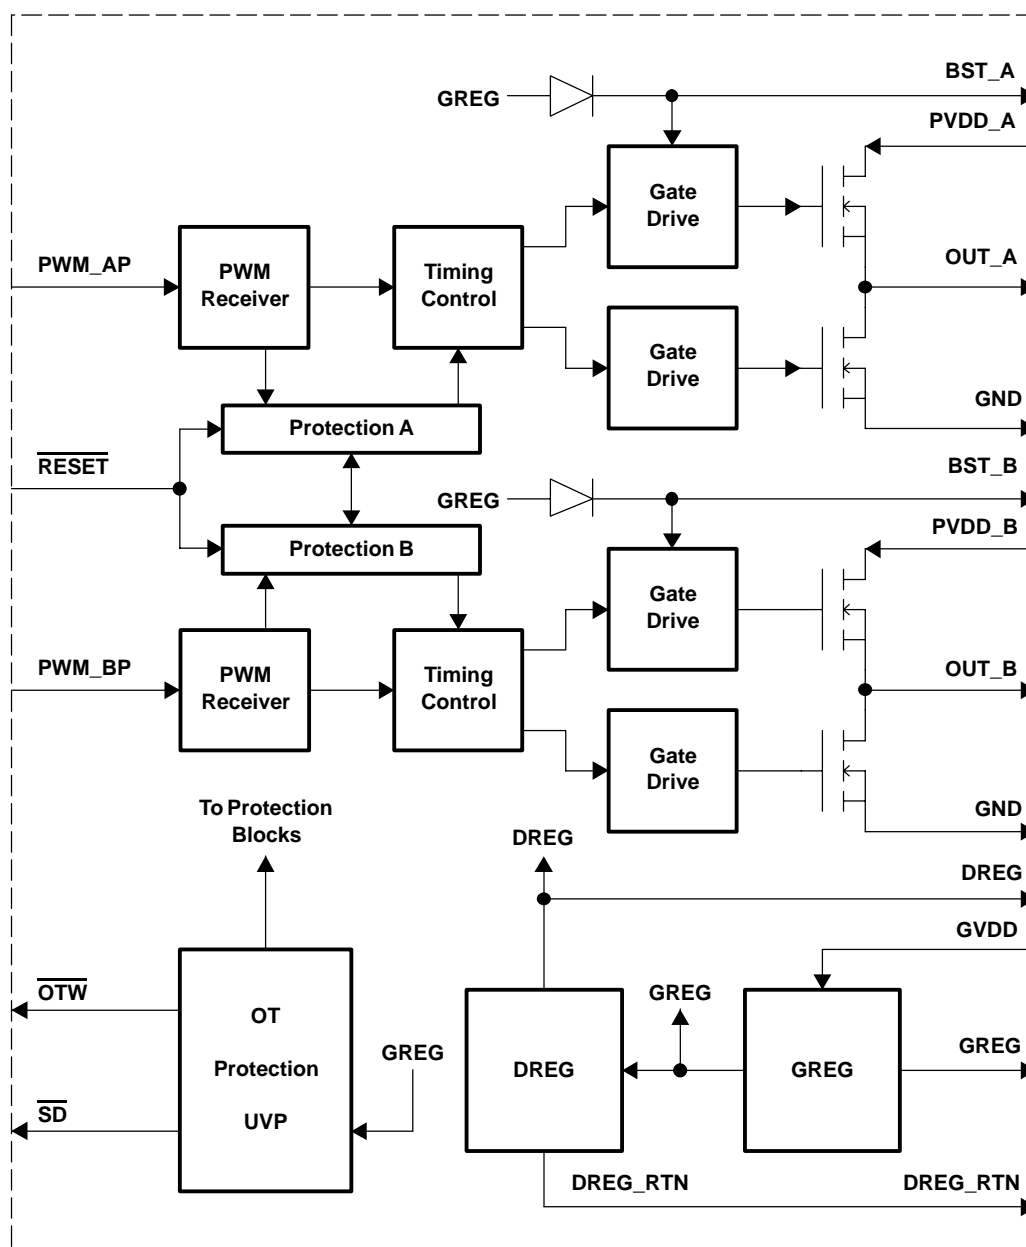 BST_A
GREG
PVDD_A
Gate
Drive
PWM_AP
PWM
Receiver
Timing
Control
OUT_A
Gate
Drive
GND
Protection A
RESET
BST_B
GREG
PVDD_B
Protection B
Gate
Drive
PWM_BP
PWM
Receiver
Timing
Control
OUT_B
Gate
Drive
To Protection
Blocks
GND
DREG
DREG
GVDD
OTW
OT
Protection
UVP
GREG
SD
GREG
DREG
GREG
GREG
DREG_RTN
DREG_RTN